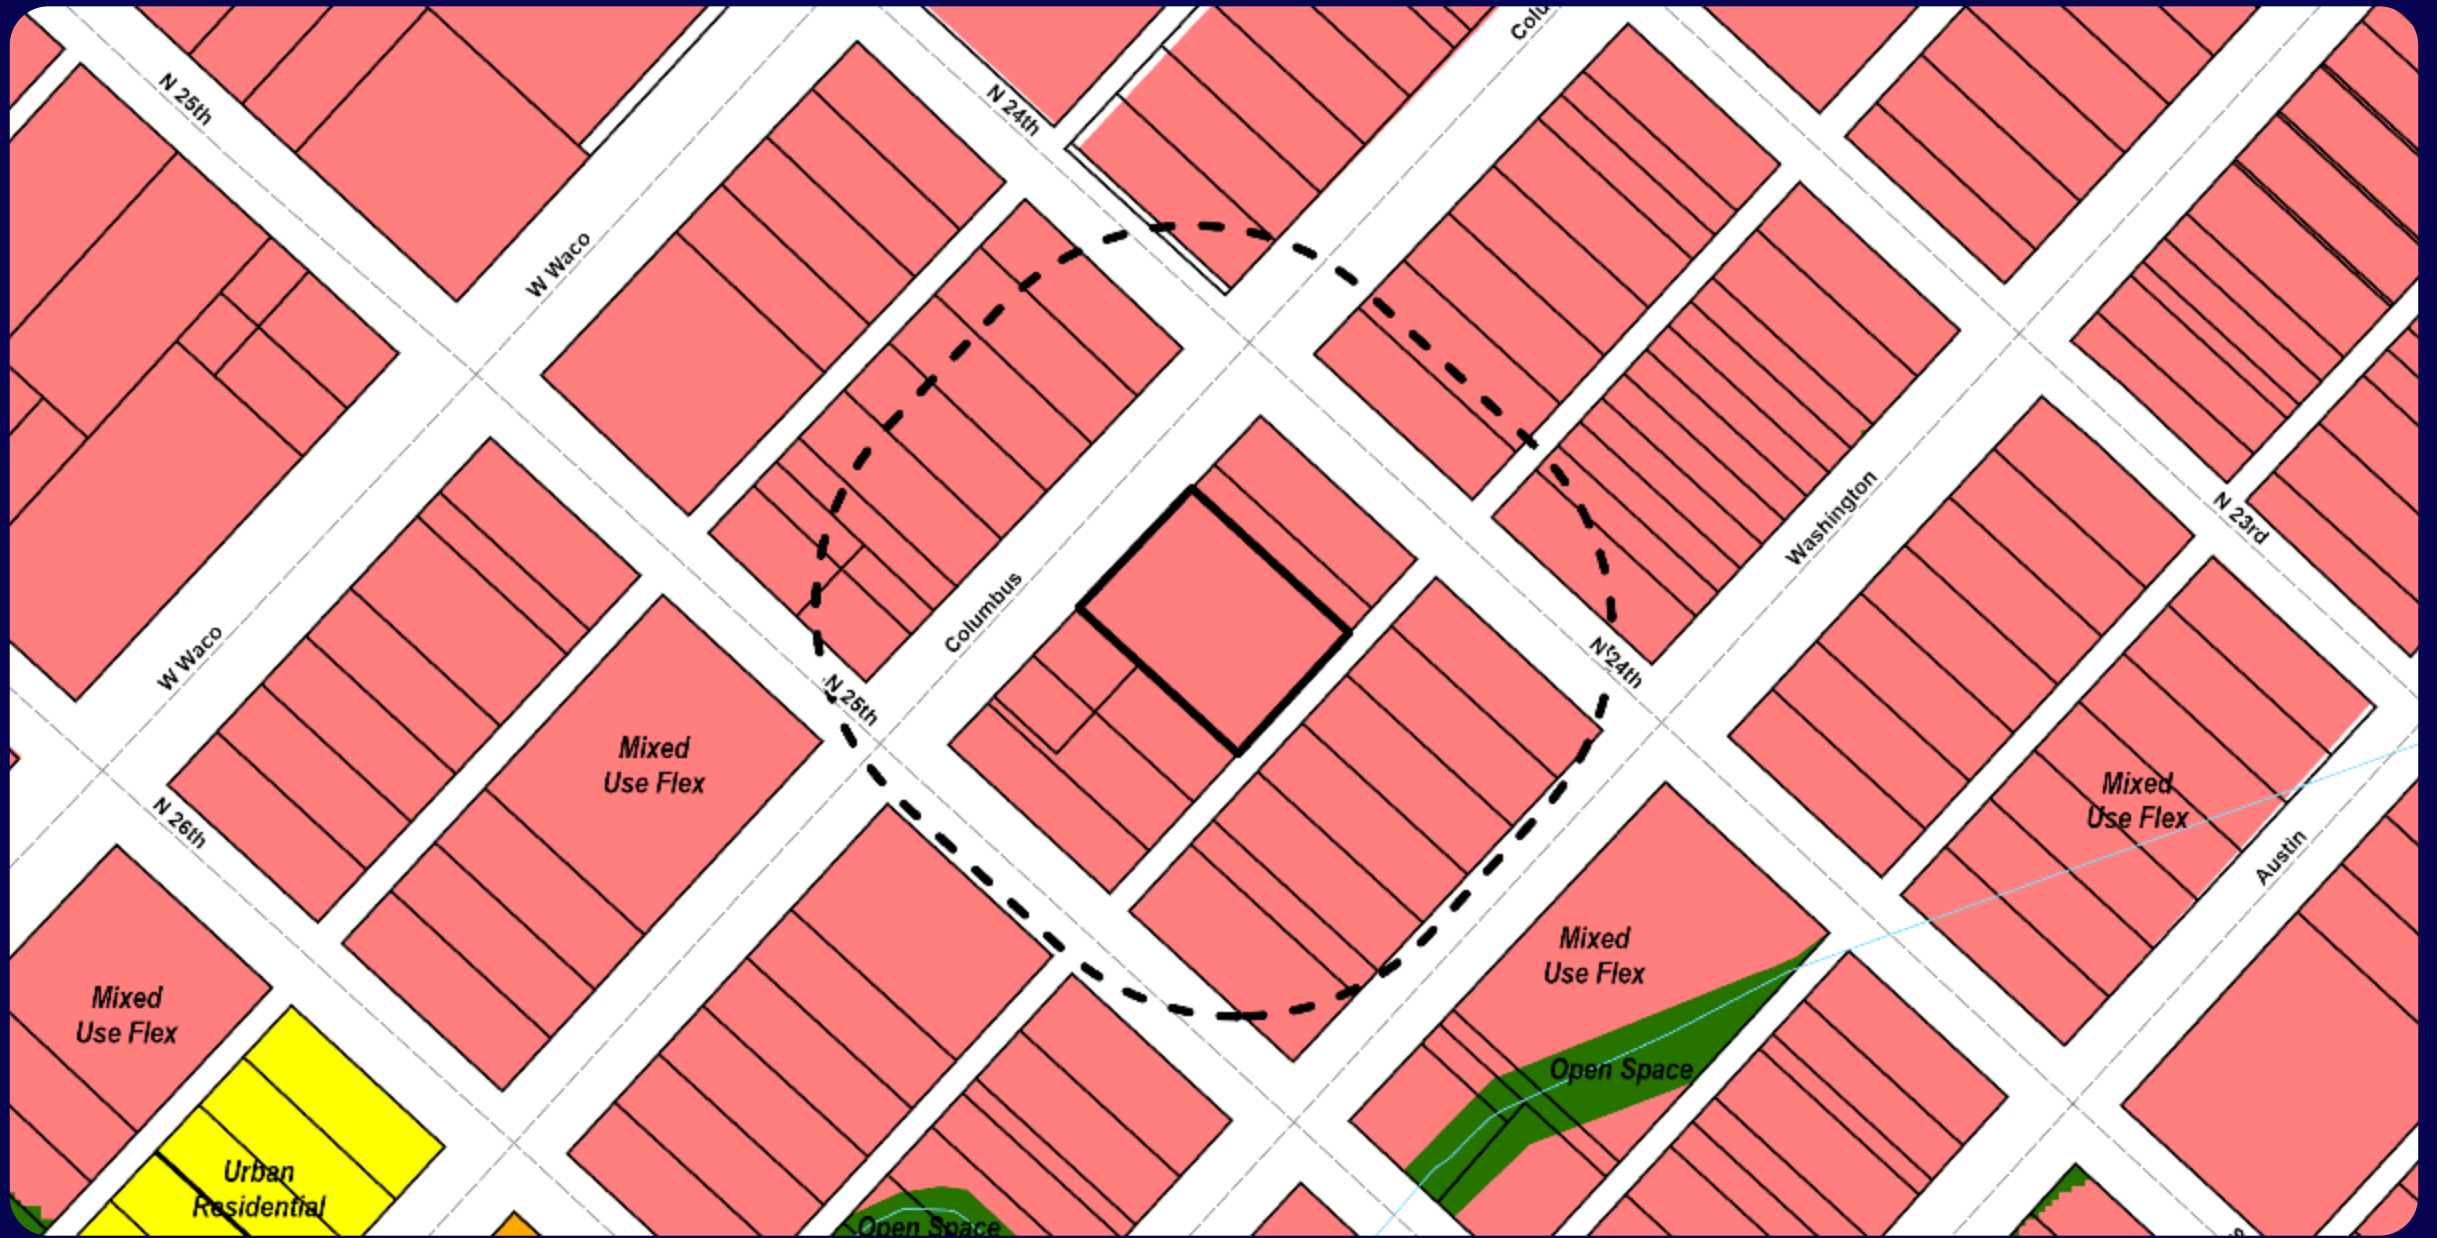 Colu
N 25th
N 24th
W Waco
N 23rd
Washington
Columbus
W Waco
N 24th
N 25th
Mixed
Use Flex
Mixed
Use Flex
N 26th
Austin
Mixed
Use Flex
Mixed
Use Flex
Open Space
Urban
Residential
Open Space